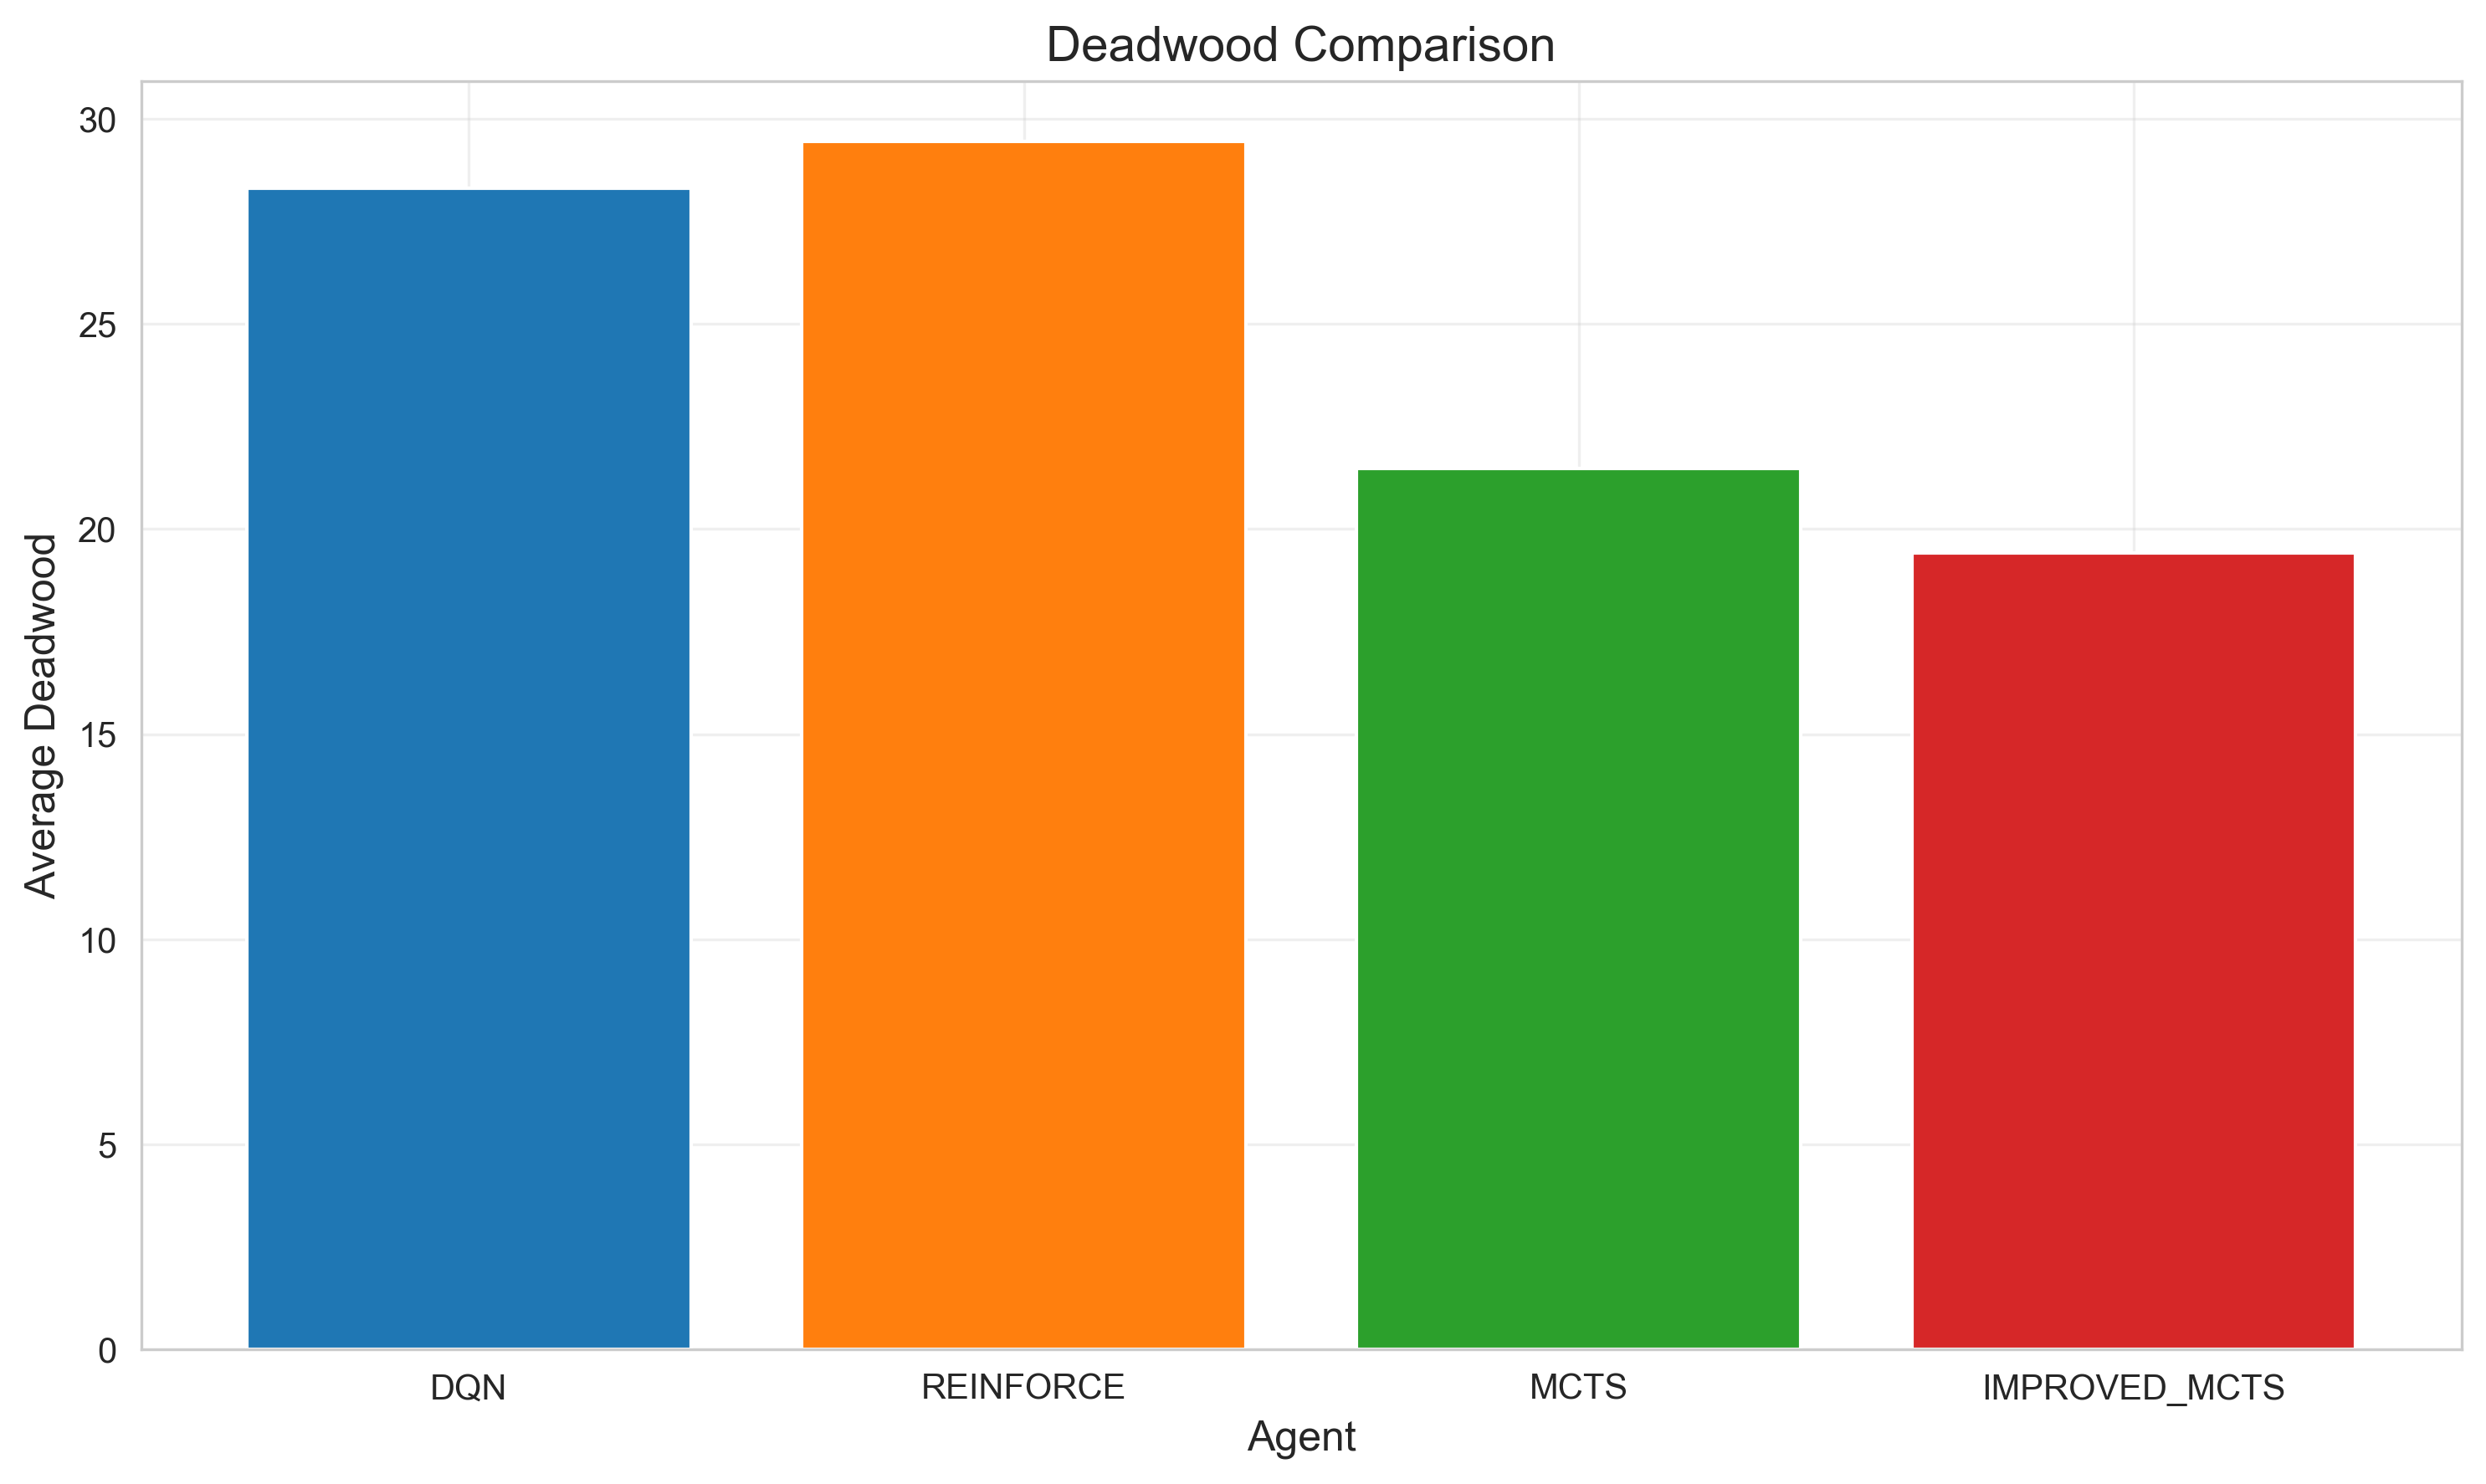 Deadwood Comparison
Average Deadwood
30
25
20
15
10
5
0
DQN
REINFORCE
MCTS
IMPROVED_MCTS
Agent